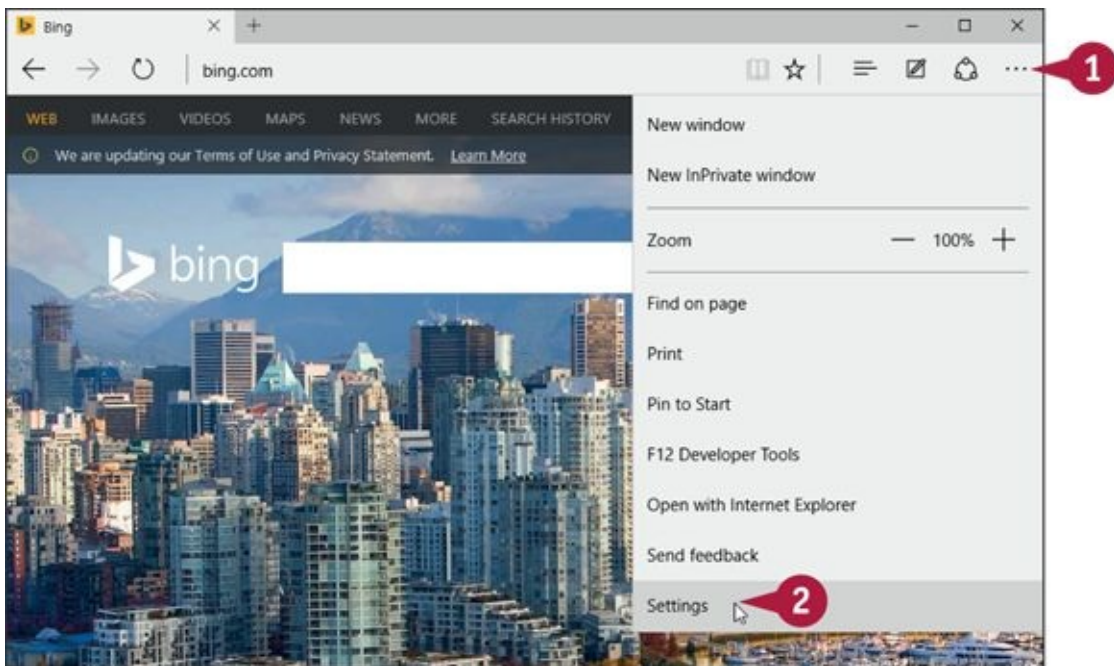 Bing
bing.com
1
WEB IMAGES VIDEOS MAPS NEWS MORE SEARCH HISTORY
We are updating our Terms of Use and Privacy Statement. Learn More
bing
New window
New InPrivate window
Zoom 100%
Find on page
Print
Pin to Start
F12 Developer Tools
Open with Internet Explorer
Send feedback
Settings
2